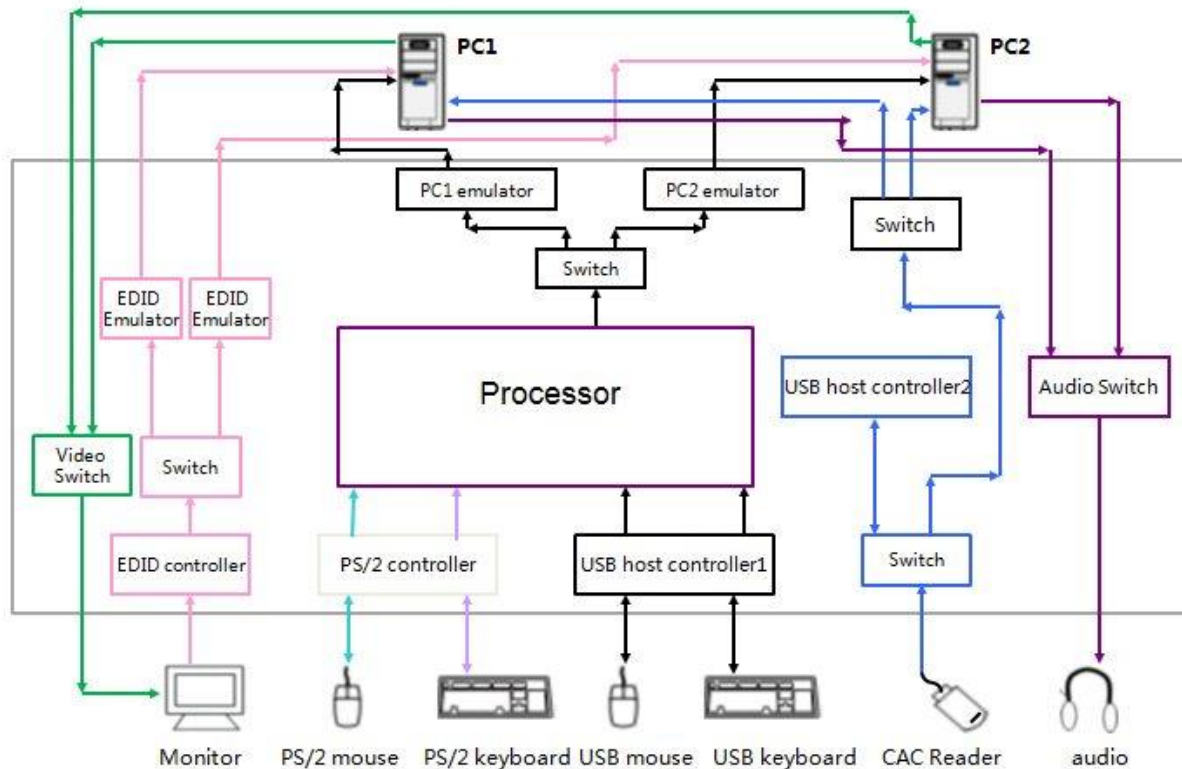 PC1
PC2
PC1 emulator
PC2 emulator
Switch
Switch
EDID
Emulator
EDID
Emulator
Processor
USB host controller2
Audio Switch
Video
Switch
Switch
EDID controller
PS/2 controller
USB host controller1
Switch
Monitor
PS/2 mouse
PS/2 keyboard
USB mouse
USB keyboard
CAC Reader
audio